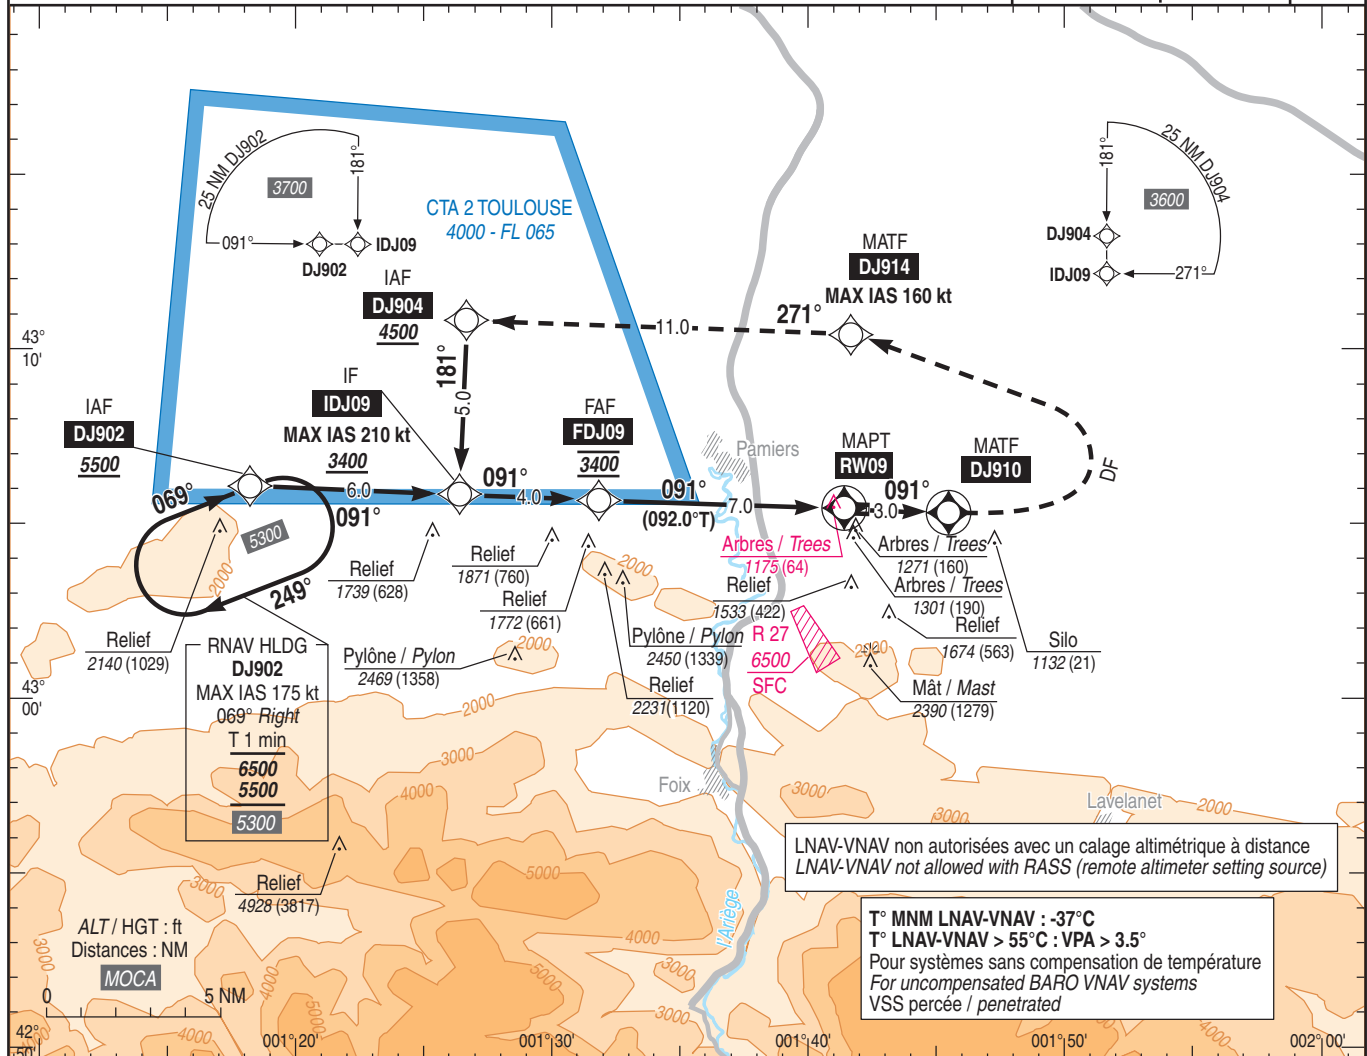 25 NM DJ902
181°
3700
091°
IDJ09
DJ902
CTA 2 TOULOUSE
4000 - FL 065
25 NM DJ904
181°
3600
DJ904
IDJ09
271°
IAF
DJ904
4500
MATF
DJ914
MAX IAS 160 kt
271°
11.0
43°
10'
181°
5.0
IF
IDJ09
MAX IAS 210 kt
3400
IAF
DJ902
5500
FAF
FDJ09
3400
Pamiers
MAPT
RW09
MATF
DJ910
DF
069°
6.0
091°
091°
4.0
091°
(092.0°T)
7.0
091°
3.0
5300
2000
249°
Relief
1739 (628)
Relief
1871 (760)
Relief
1772 (661)
2000
Arbres / Trees
1175 (64)
Arbres / Trees
1271 (160)
Arbres / Trees
1301 (190)
Relief
1533 (422)
Relief
1674 (563)
Silo
1132 (21)
Relief
2140 (1029)
Pylône / Pylon
2469 (1358)
2000
Pylône / Pylon
2450 (1339)
Relief
2231(1120)
R 27
6500
SFC
2000
Mât / Mast
2390 (1279)
43°
00'
RNAV HLDG
DJ902
MAX IAS 175 kt
069° Right
T 1 min
6500
5500
5300
2000
3000
4000
Foix
3000
Lavelanet
2000
3000
LNAV-VNAV non autorisées avec un calage altimétrique à distance
LNAV-VNAV not allowed with RASS (remote altimeter setting source)
3000
Relief
4928 (3817)
5000
l'Ariège
4000
3000
5000
3000
ALT / HGT : ft
Distances : NM
MOCA
0
5 NM
3000
4000
4000
5000
T° MNM LNAV-VNAV : -37°C
T° LNAV-VNAV > 55°C : VPA > 3.5°
Pour systèmes sans compensation de température
For uncompensated BARO VNAV systems
VSS percée / penetrated
3000
4000
42°
50'
001°20'
001°30'
001°40'
001°50'
002°00'